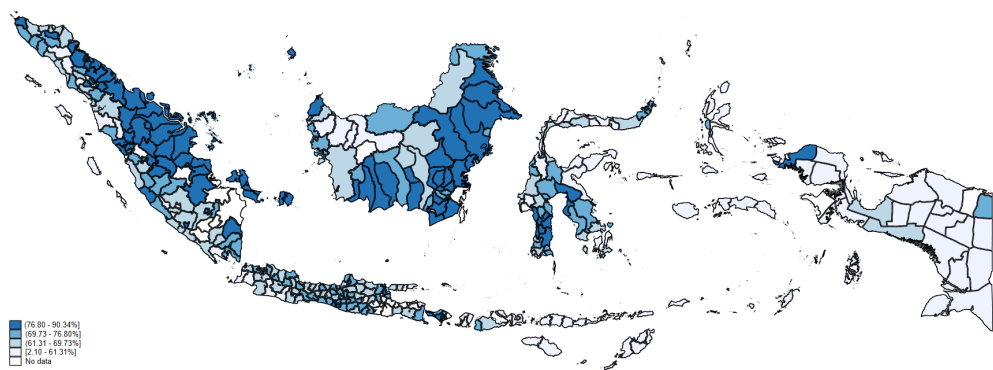 (76.80 - 90.34%]
(69.73 - 76.80%]
(61.31 - 69.73%]
[2.10 - 61.31%]
No data